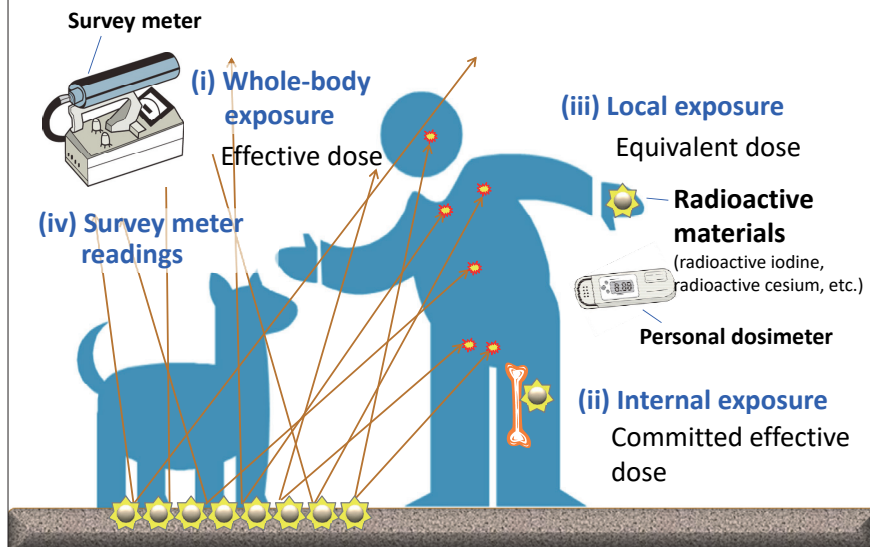 Survey meter
(i) Whole-body
exposure
Effective dose
(iii) Local exposure
Equivalent dose
Radioactive
materials
(radioactive iodine,
radioactive cesium, etc.)
(iv) Survey meter
readings
Personal dosimeter
(ii) Internal exposure
Committed effective
dose